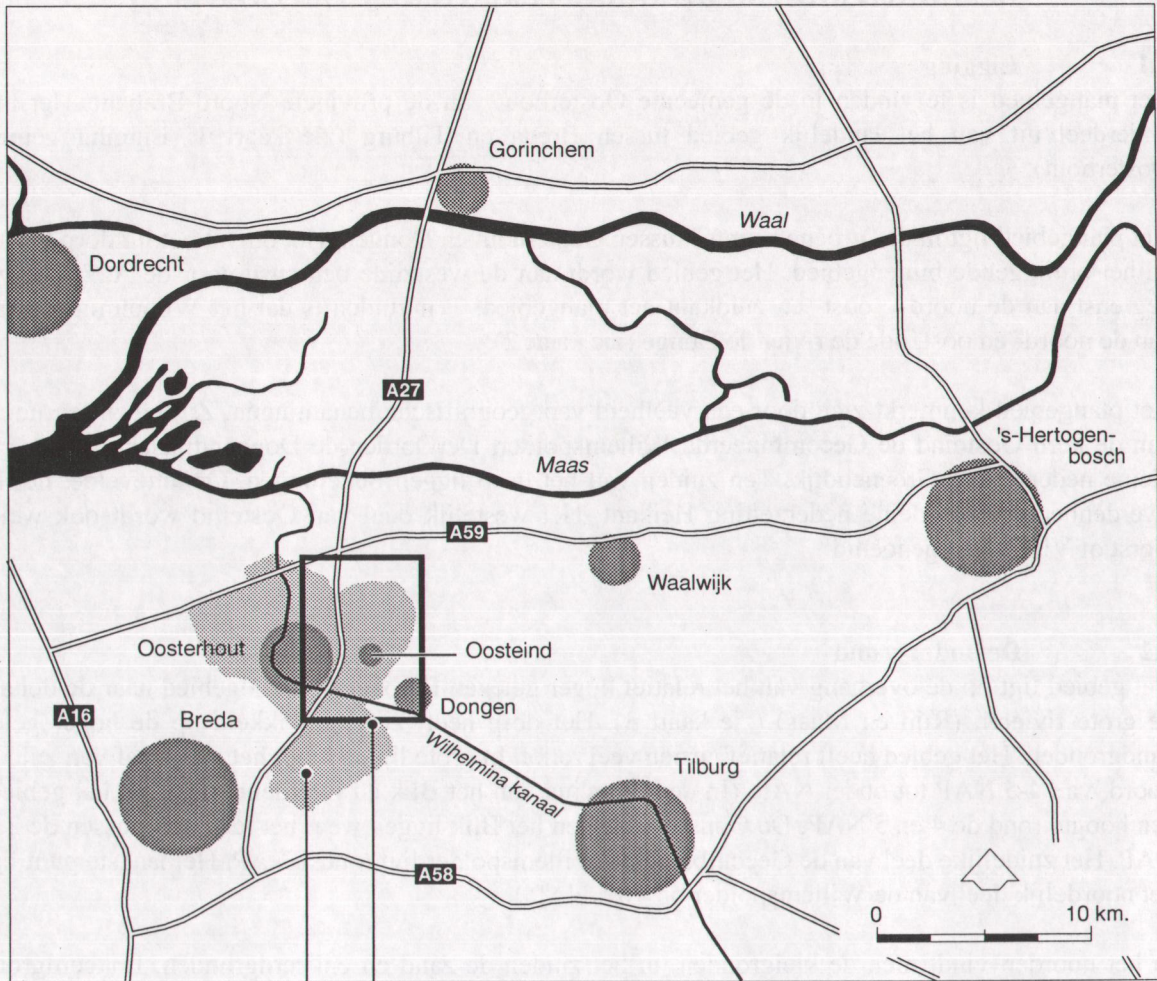 Gorinchem
Waal
Dordrecht
A27
's-Hertogen-
bosch
Maas
A59
Waalwijk
Oosterhout
Oosteind
A16
Dongen
Breda
Wilhelmina kanaal
Tilburg
A58
0 10 km.